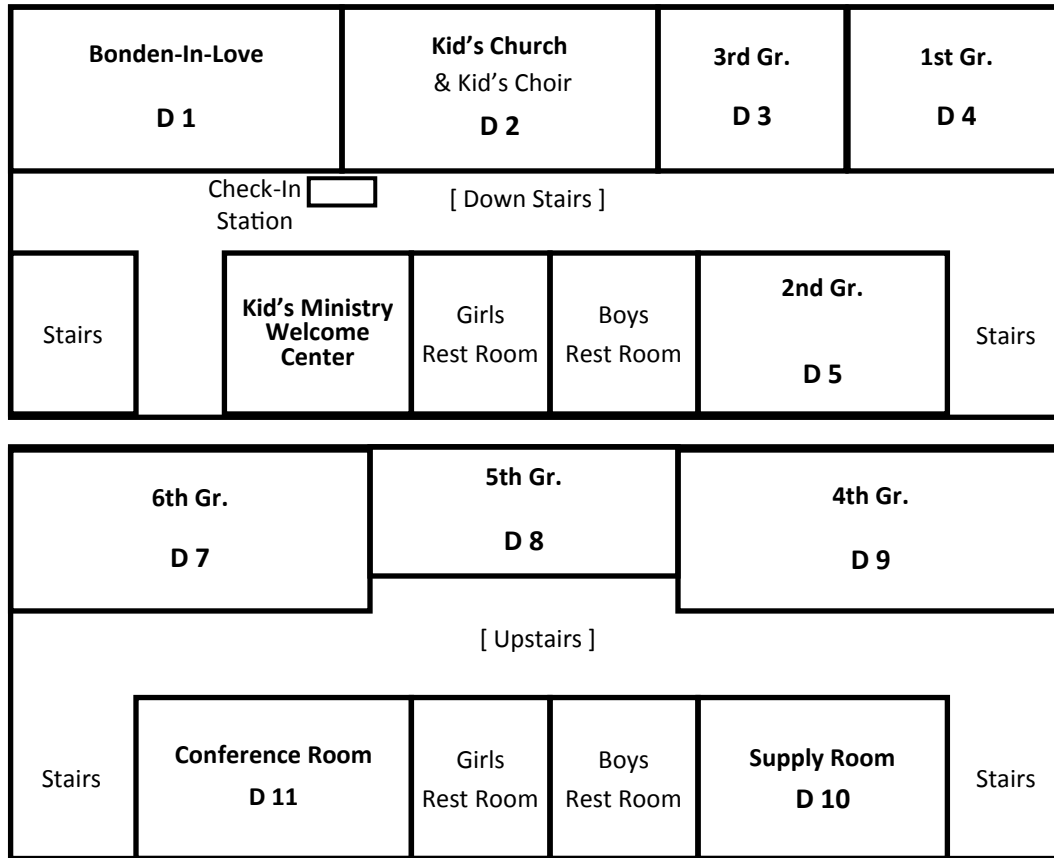 Bonden-In-Love
D 1
Kid’s Church
& Kid’s Choir
D 2
3rd Gr.
D 3
1st Gr.
D 4
Check-In
Station
[ Down Stairs ]
Stairs
Kid’s Ministry
Welcome
Center
Girls
Rest Room
Boys
Rest Room
2nd Gr.
D 5
Stairs
6th Gr.
D 7
5th Gr.
D 8
4th Gr.
D 9
[ Upstairs ]
Stairs
Conference Room
D 11
Girls
Rest Room
Boys
Rest Room
Supply Room
D 10
Stairs